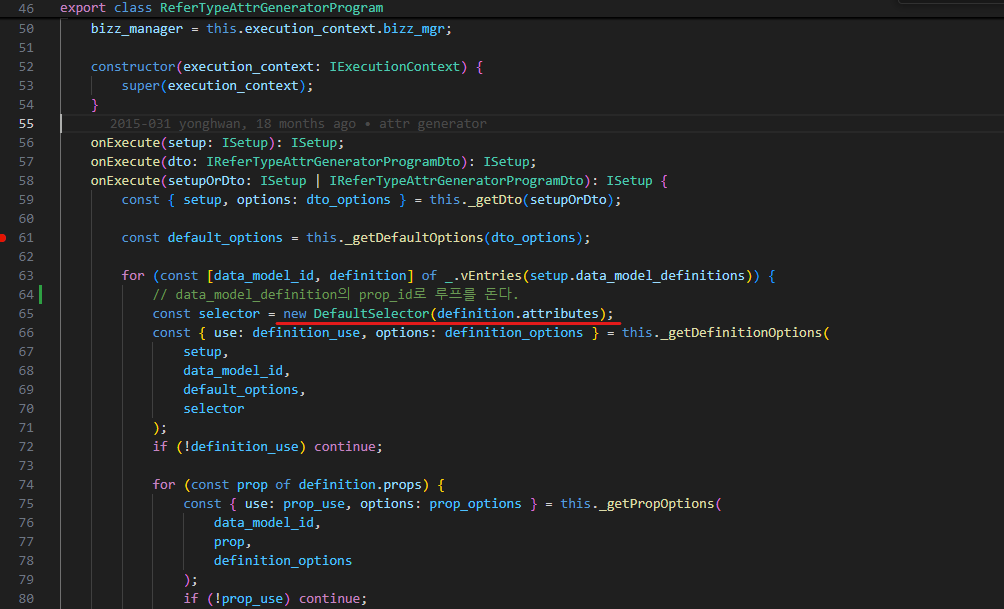 46 export class ReferTypeAttrGeneratorProgram
50 bizz_manager = this.execution_context.bizz_mgr;
51
52 constructor(execution_context: IExecutionContext) {
53 super(execution_context);
54 }
55 2015-031 yonghwan, 18 months ago • attr generator
56 onExecute(setup: ISetup): ISetup;
57 onExecute(dto: IReferTypeAttrGeneratorProgramDto): ISetup;
58 onExecute(setupOrDto: ISetup | IReferTypeAttrGeneratorProgramDto): ISetup {
59 const { setup, options: dto_options } = this._getDto(setupOrDto);
60
61 const default_options = this._getDefaultOptions(dto_options);
62
63 for (const [data_model_id, definition] of _.vEntries(setup.data_model_definitions)) {
64 // data_model_definition의 prop_id로 루프를 돈다.
65 const selector = new DefaultSelector(definition.attributes);
66 const { use: definition_use, options: definition_options } = this._getDefinitionOptions(
67 setup,
68 data_model_id,
69 default_options,
70 selector
71 );
72 if (!definition_use) continue;
73
74 for (const prop of definition.props) {
75 const { use: prop_use, options: prop_options } = this._getPropOptions(
76 data_model_id,
77 prop,
78 definition_options
79 );
80 if (!prop_use) continue;